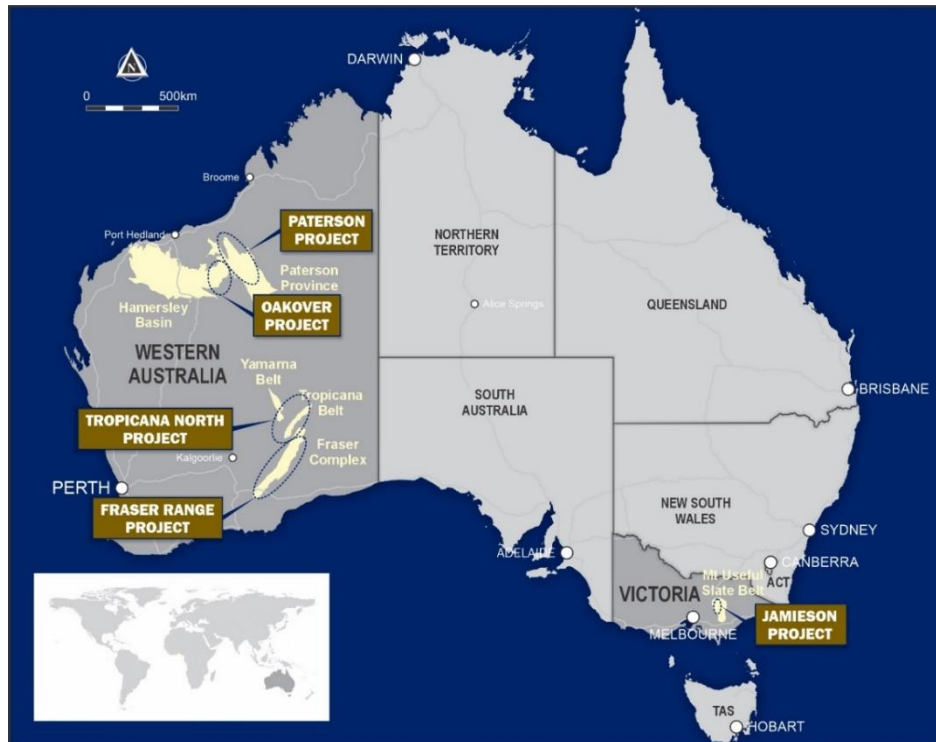 DARWIN
N
0 500km
Broome
PATERSON
PROJECT
Port Hedland
NORTHERN
TERRITORY
Paterson
Province
Hamersley
Basin
OAKOVER
PROJECT
Alice Springs
QUEENSLAND
WESTERN
AUSTRALIA
Yamarna
Belt
Tropicana
Belt
SOUTH
AUSTRALIA
BRISBANE
TROPICANA NORTH
PROJECT
Fraser
Complex
Kalgoorlie
PERTH
FRASER RANGE
PROJECT
NEW SOUTH
WALES
SYDNEY
ADELAIDE
CANBERRA
ACT
Mt Useful
Slate Belt
VICTORIA
JAMIESON
PROJECT
MELBOURNE
TAS
HOBART